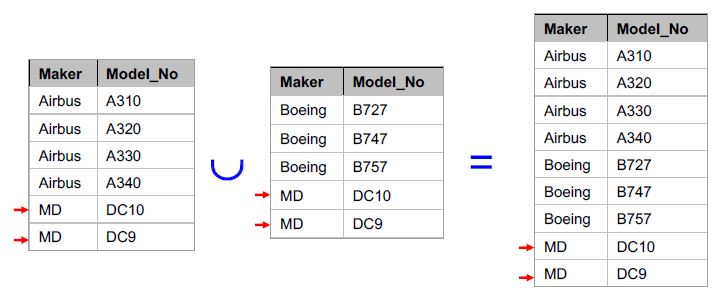 Maker Model_No
Airbus A310
Airbus A320
Airbus A330
Airbus A340
MD DC10
MD DC9
∪
Maker Model_No
Boeing B727
Boeing B747
Boeing B757
MD DC10
MD DC9
=
Maker Model_No
Airbus A310
Airbus A320
Airbus A330
Airbus A340
Boeing B727
Boeing B747
Boeing B757
MD DC10
MD DC9